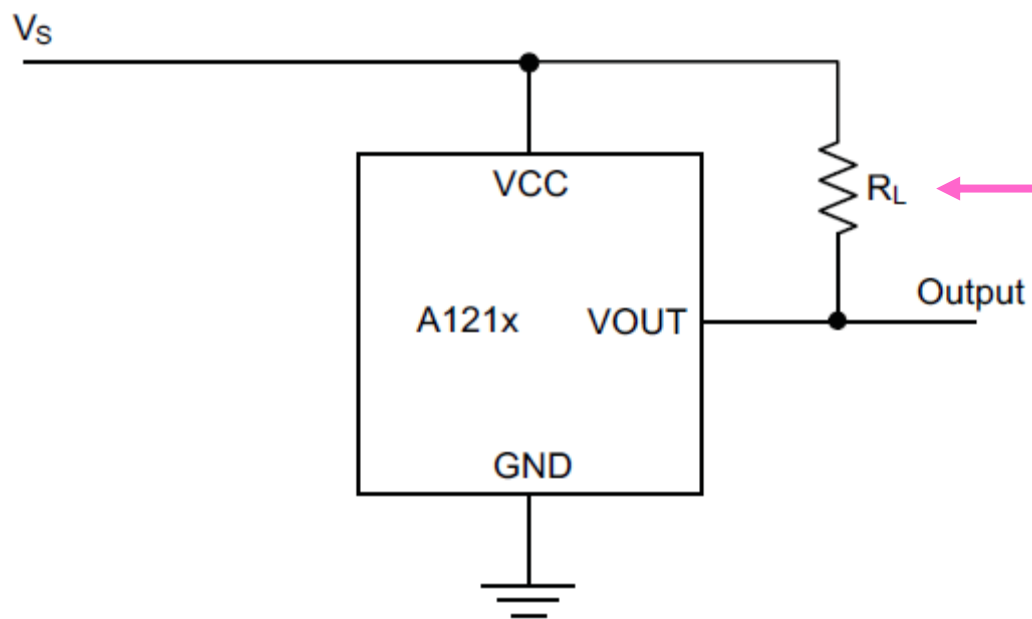 VS
VCC
RL
Output
A121x
VOUT
GND